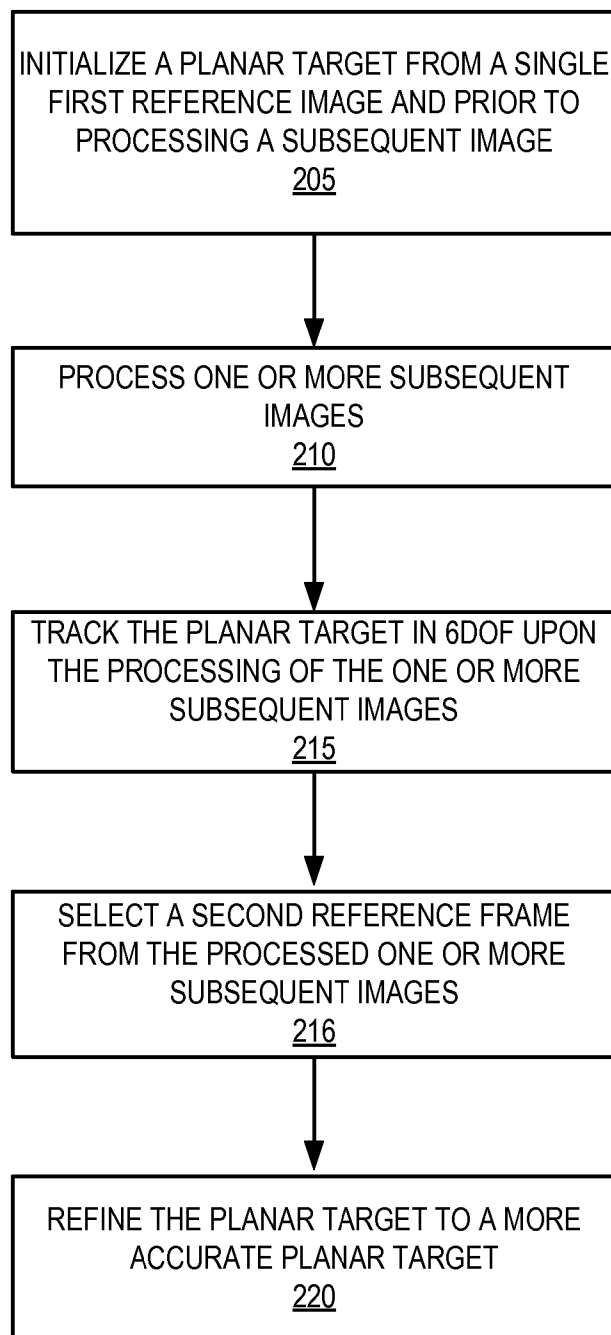 INITIALIZE A PLANAR TARGET FROM A SINGLE
FIRST REFERENCE IMAGE AND PRIOR TO
PROCESSING A SUBSEQUENT IMAGE
205
PROCESS ONE OR MORE SUBSEQUENT
IMAGES
210
TRACK THE PLANAR TARGET IN 6DOF UPON
THE PROCESSING OF THE ONE OR MORE
SUBSEQUENT IMAGES
215
SELECT A SECOND REFERENCE FRAME
FROM THE PROCESSED ONE OR MORE
SUBSEQUENT IMAGES
216
REFINE THE PLANAR TARGET TO A MORE
ACCURATE PLANAR TARGET
220